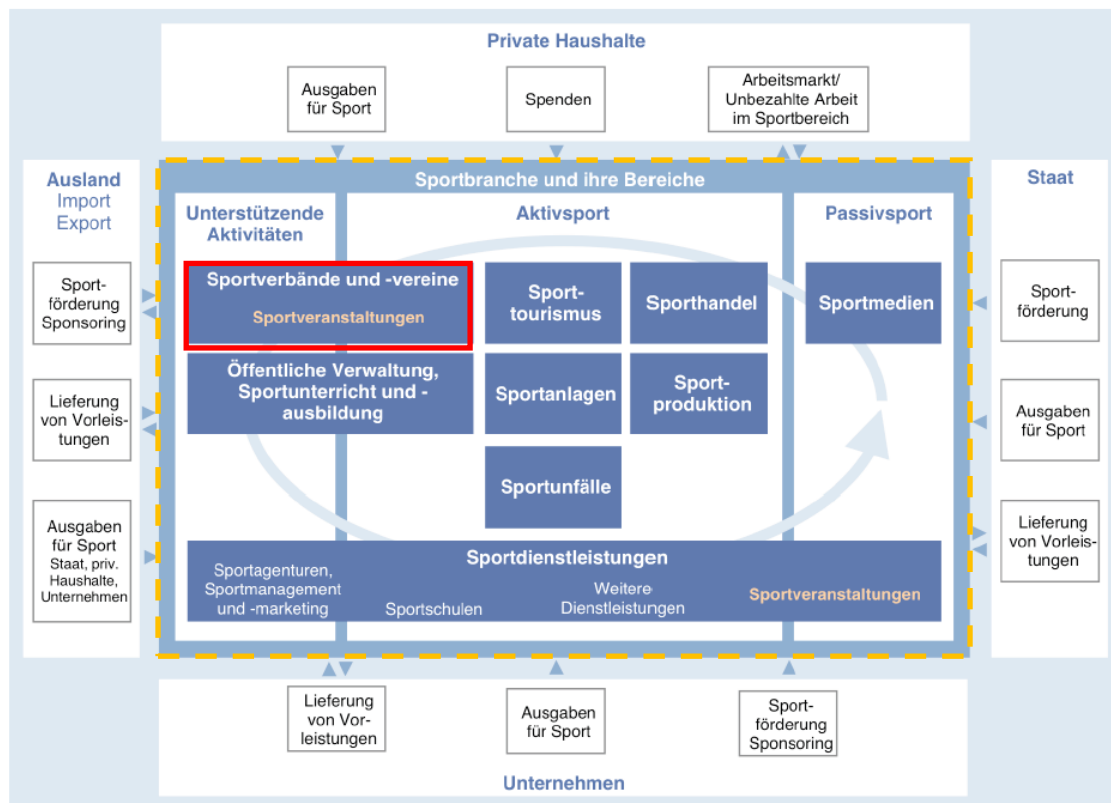 Private Haushalte
Ausgaben
für Sport
Spenden
Arbeitsmarkt/
Unbezahlte Arbeit
im Sportbereich
Ausland
Import
Export
Sport-
förderung
Sponsoring
Lieferung
von Vorleis-
tungen
Ausgaben
für Sport
Staat, priv.
Haushalte,
Unternehmen
Sportbranche und ihre Bereiche
Unterstützende
Aktivitäten
Aktivsport
Passivsport
Sportverbände und -vereine
Sportveranstaltungen
Sport-
tourismus
Sporthandel
Sportmedien
Öffentliche Verwaltung,
Sportunterricht und -
ausbildung
Sportanlagen
Sport-
produktion
Sportunfälle
Sportdienstleistungen
Sportagenturen,
Sportmanagement
und -marketing
Sportschulen
Weitere
Dienstleistungen
Sportveranstaltungen
Staat
Sport-
förderung
Ausgaben
für Sport
Lieferung
von Vorleis-
tungen
Lieferung
von Vor-
leistungen
Ausgaben
für Sport
Sport-
förderung
Sponsoring
Unternehmen